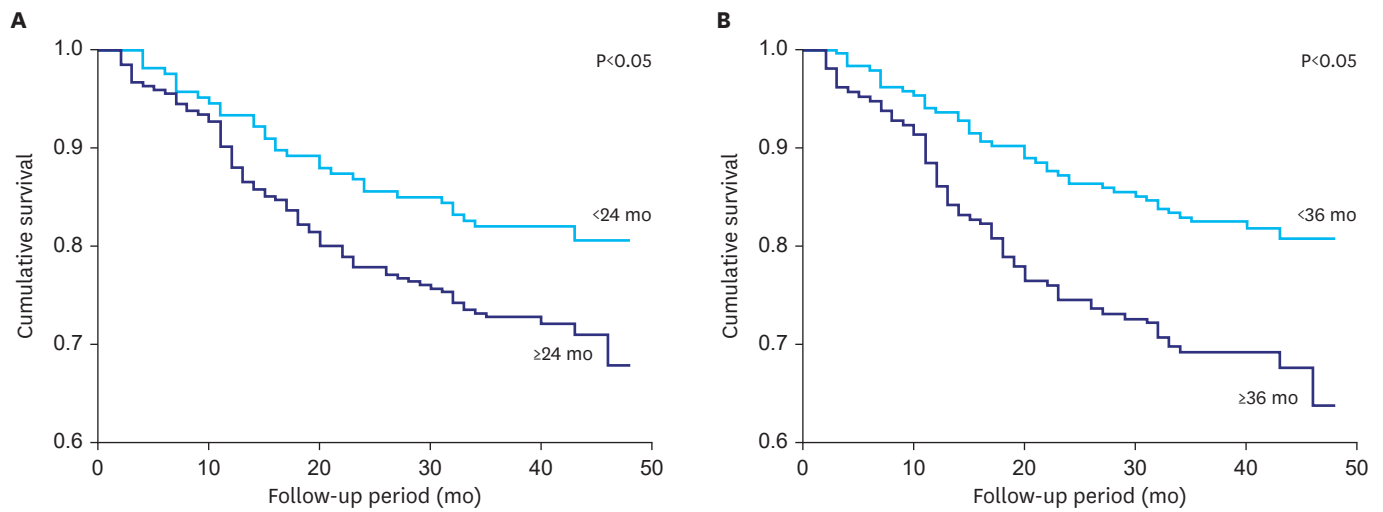 A
1.0
0.9
0.8
0.7
0.6
Cumulative survival
P<0.05
<24 mo
≥24 mo
0
10
20
30
40
50
Follow-up period (mo)
B
1.0
0.9
0.8
0.7
0.6
Cumulative survival
P<0.05
<36 mo
≥36 mo
0
10
20
30
40
50
Follow-up period (mo)